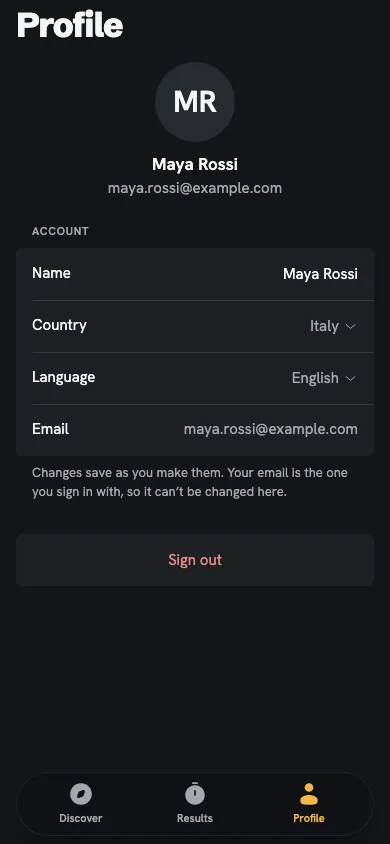 Profile
MR
Maya Rossi
maya.rossi@example.com
ACCOUNT
Name Maya Rossi
Country Italy
Language English
Email maya.rossi@example.com
Changes save as you make them. Your email is the one
you sign in with, so it can’t be changed here.
Sign out
Discover Results Profile